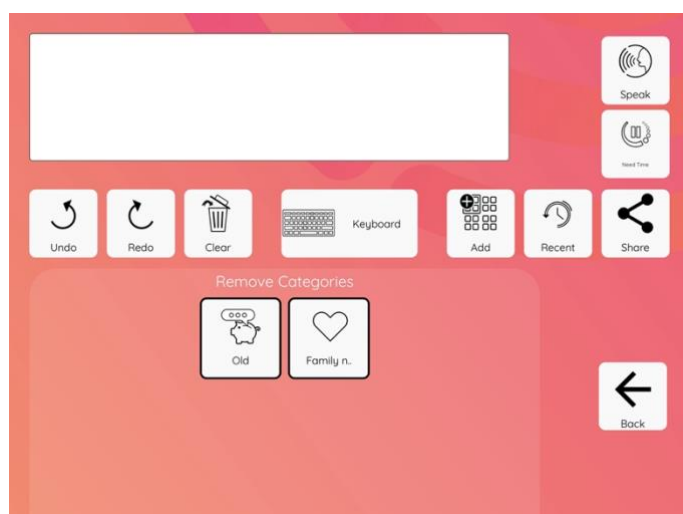 Speak
Need Time
Undo
Redo
Clear
Keyboard
Add
Recent
Share
Remove Categories
Old
Family n..
Back